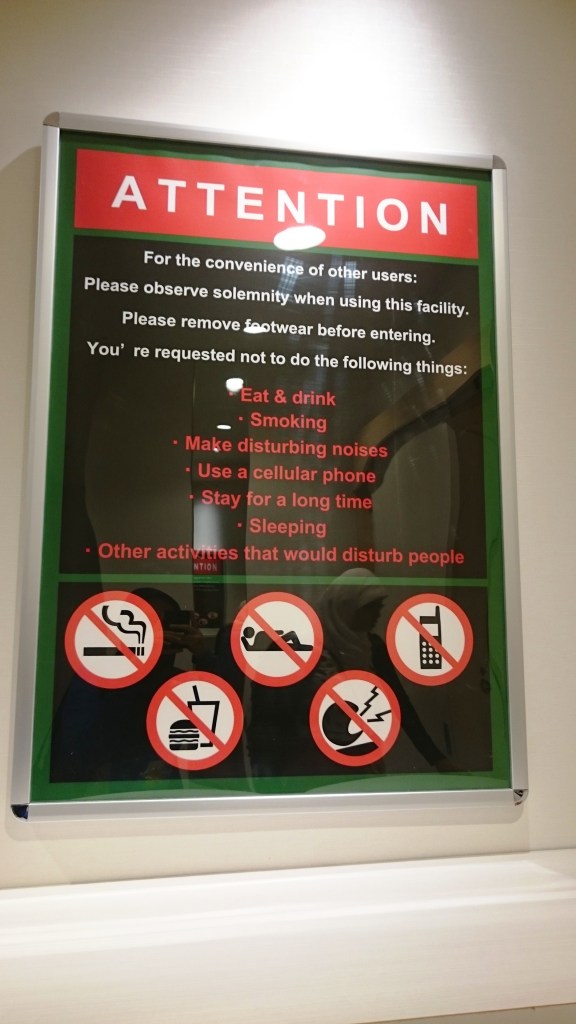 ATTENTION
For the convenience of other users:
Please observe solemnity when using this facility.
Please remove footwear before entering.
You' re requested not to do the following things:
・Eat & drink
・Smoking
・Make disturbing noises
・Use a cellular phone
・Stay for a long time
・Sleeping
・Other activities that would disturb people
NTION